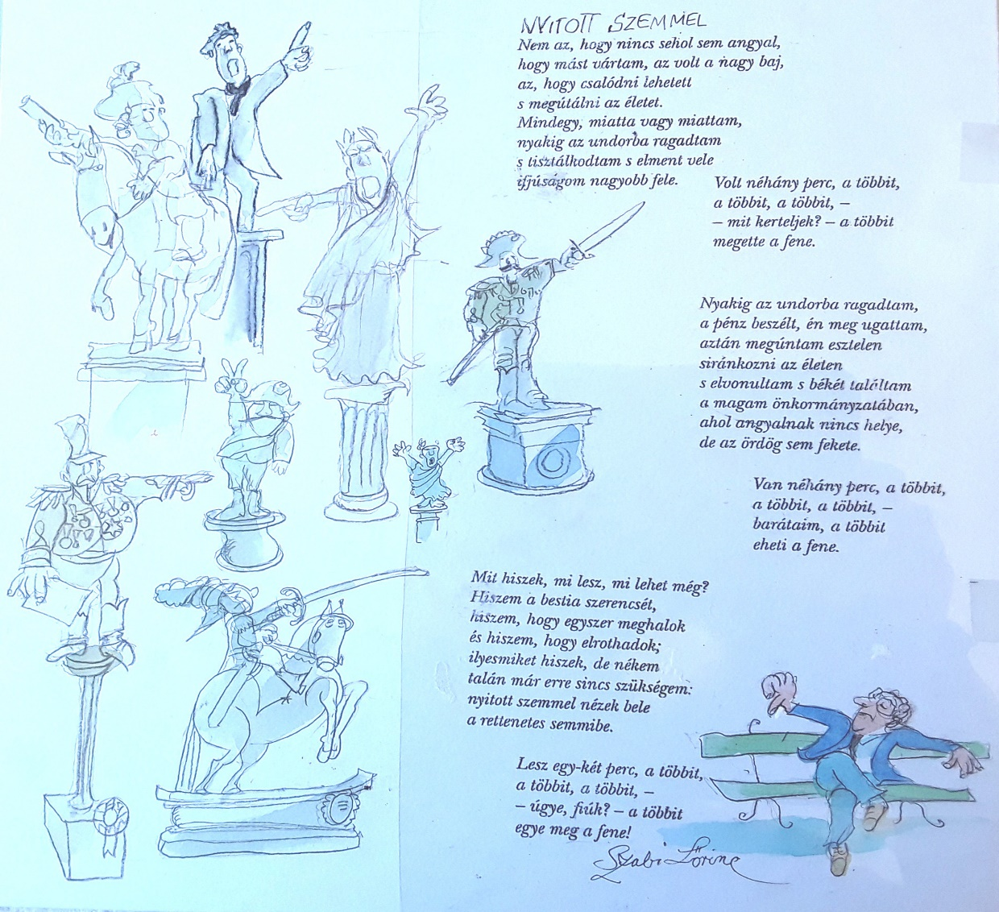 NYITOTT SZEMMEL
Nem az, hogy nincs sehol sem angyal,
hogy mást vártam, az volt a nagy baj,
az, hogy csalódni lehetett
s megútálni az életet.
Mindegy, miatta vagy miattam,
nyakig az undorba ragadtam
s tisztálkodtam s elment vele
ifjúságom nagyobb fele.
Volt néhány perc, a többit,
a többit, a többit, –
– mit kerteljek? – a többit
megette a fene.
Nyakig az undorba ragadtam,
a pénz beszélt, én meg ugattam,
aztán megúntam esztelen
siránkozni az életen
s elvonultam s békét találtam
a magam önkormányzatában,
ahol angyalnak nincs helye,
de az ördög sem fekete.
Van néhány perc, a többit,
a többit, a többit, –
barátaim, a többit
eheti a fene.
Mit hiszek, mi lesz, mi lehet még?
Hiszem a bestia szerencsét,
hiszem, hogy egyszer meghalok
és hiszem, hogy elrothadok;
ilyesmiket hiszek, de nékem
talán már erre sincs szükségem:
nyitott szemmel nézek bele
a rettenetes semmibe.
Lesz egy-két perc, a többit,
a többit, a többit, –
– úgye, fiúk? – a többit
egye meg a fene!
Szabó Lőrinc